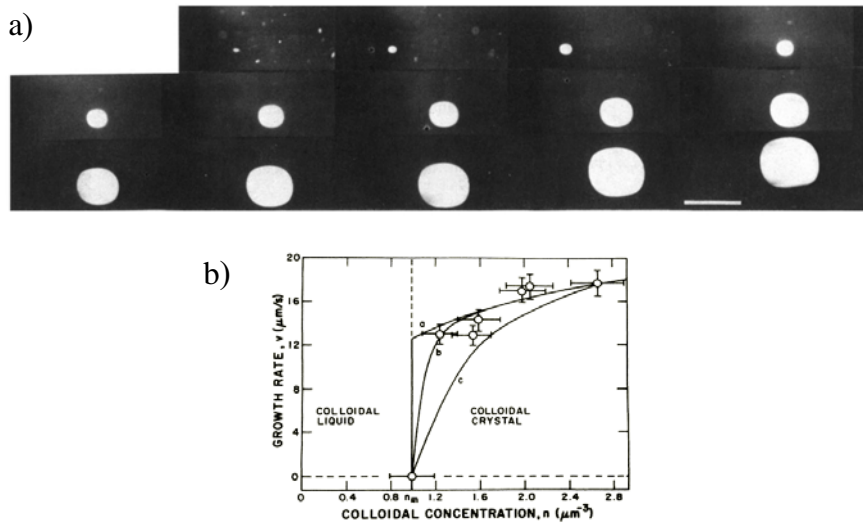 a)
b)
GROWTH RATE, v (μm/s)
20
16
12
8
4
0
a
b
c
COLLOIDAL LIQUID
COLLOIDAL CRYSTAL
0 0.4 0.8 nm 1.2 1.6 2.0 2.4 2.8
COLLOIDAL CONCENTRATION, n (μm⁻³)